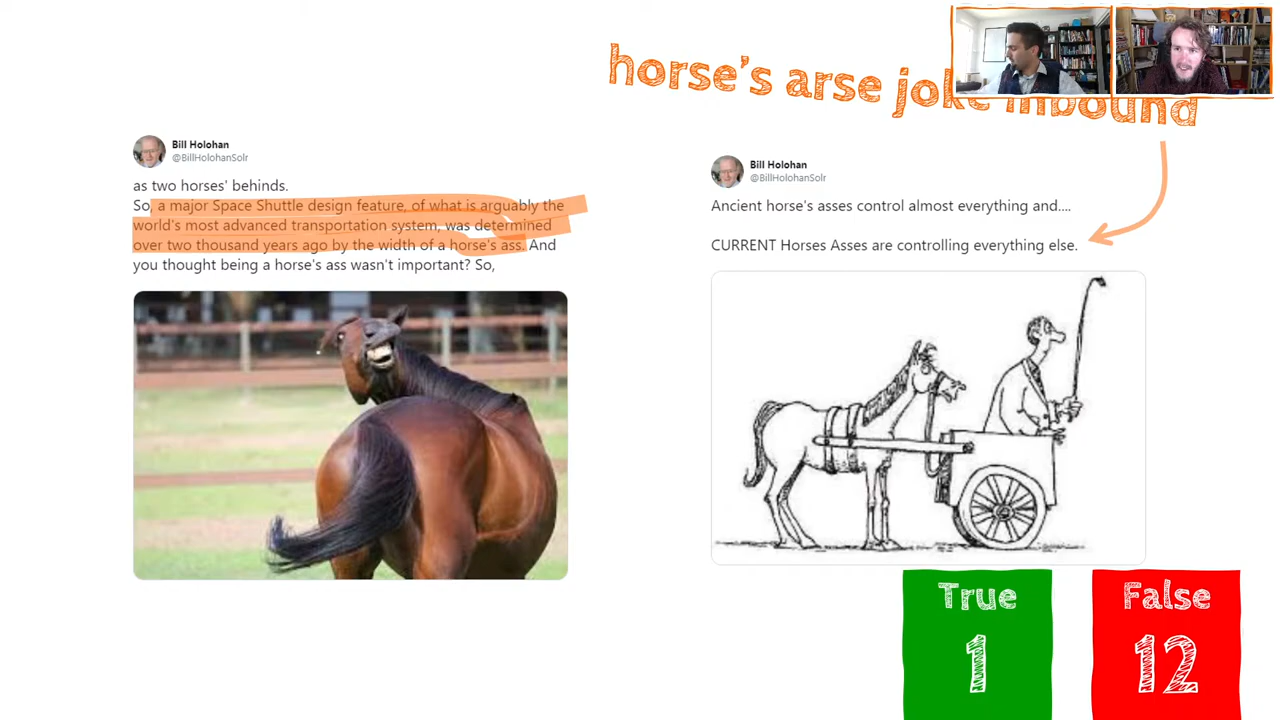 horse's arse joke inbound
Bill Holohan
@BillHolohanSolr
as two horses' behinds.
So, a major Space Shuttle design feature, of what is arguably the
world's most advanced transportation system, was determined
over two thousand years ago by the width of a horse's ass. And
you thought being a horse's ass wasn't important? So,
Bill Holohan
@BillHolohanSolr
Ancient horse's asses control almost everything and....
CURRENT Horses Asses are controlling everything else.
True
1
False
12